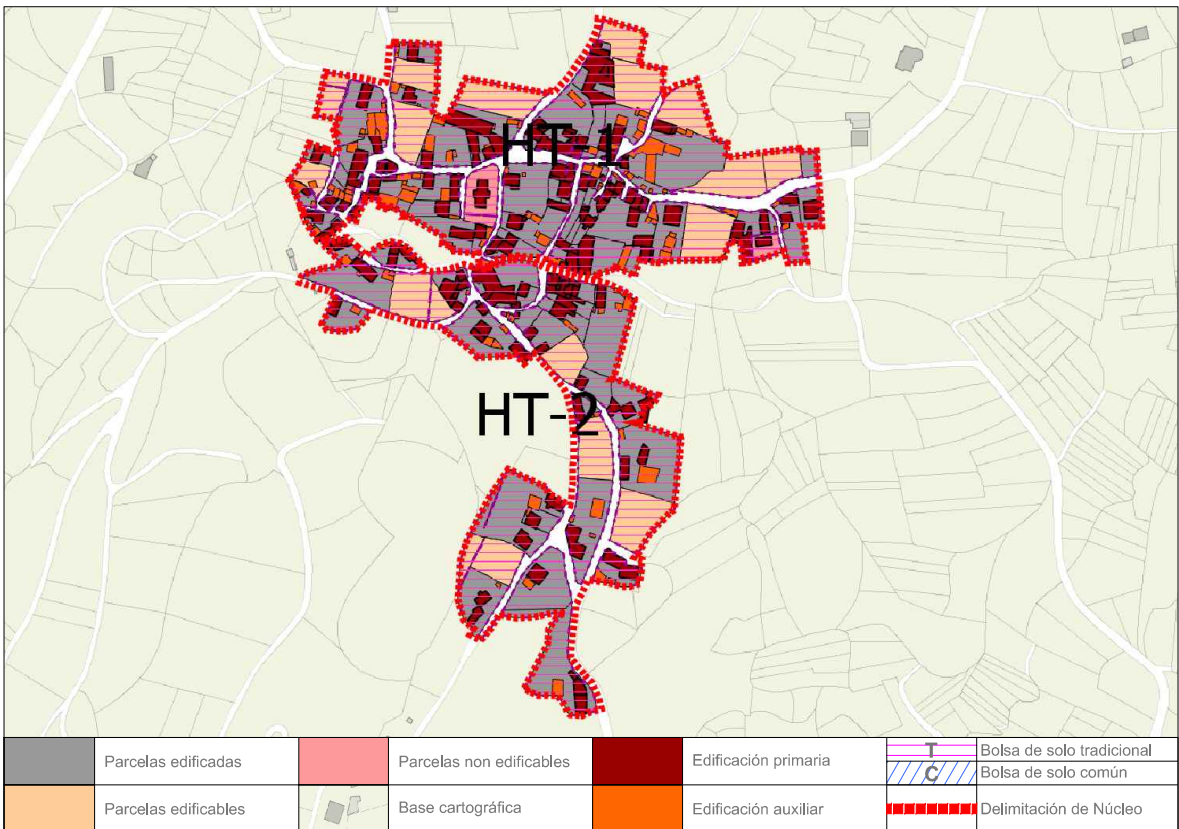 HT-1
HT-2
Parcelas edificadas
Parcelas non edificables
Edificación primaria
T
Bolsa de solo tradicional
C
Bolsa de solo común
Parcelas edificables
Base cartográfica
Edificación auxiliar
Delimitación de Núcleo